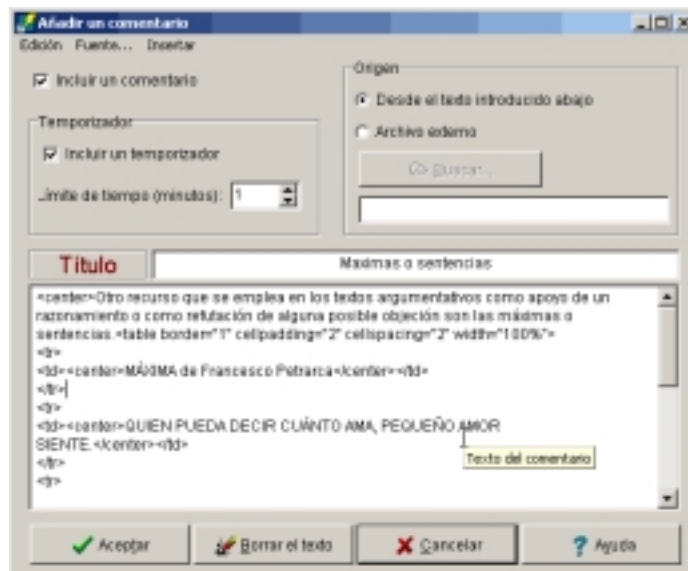 Añadir un comentario
Edición Fuente... Insertar
Incluir un comentario
Origen
Desde el texto introducido abajo
Archivo externo
Buscar...
Temporizador
Incluir un temporizador
Límite de tiempo (minutos): 1
Título
Maximas o sentencias
<center>Otro recurso que se emplea en los textos argumentativos como apoyo de un
razonamiento o como refutación de alguna posible objeción son las máximas o
sentencias.<table border="1" cellpadding="2" cellspacing="2" width="100%">
<tr>
<td><center>MÁXIMA de Francesco Petrarca</center></td>
</tr>
<tr>
<td><center>QUIEN PUEDA DECIR CUÁNTO AMA, PEQUEÑO AMOR
SIENTE.</center></td>
</tr>
<tr>
Texto del comentario
Aceptar
Borrar el texto
Cancelar
Ayuda